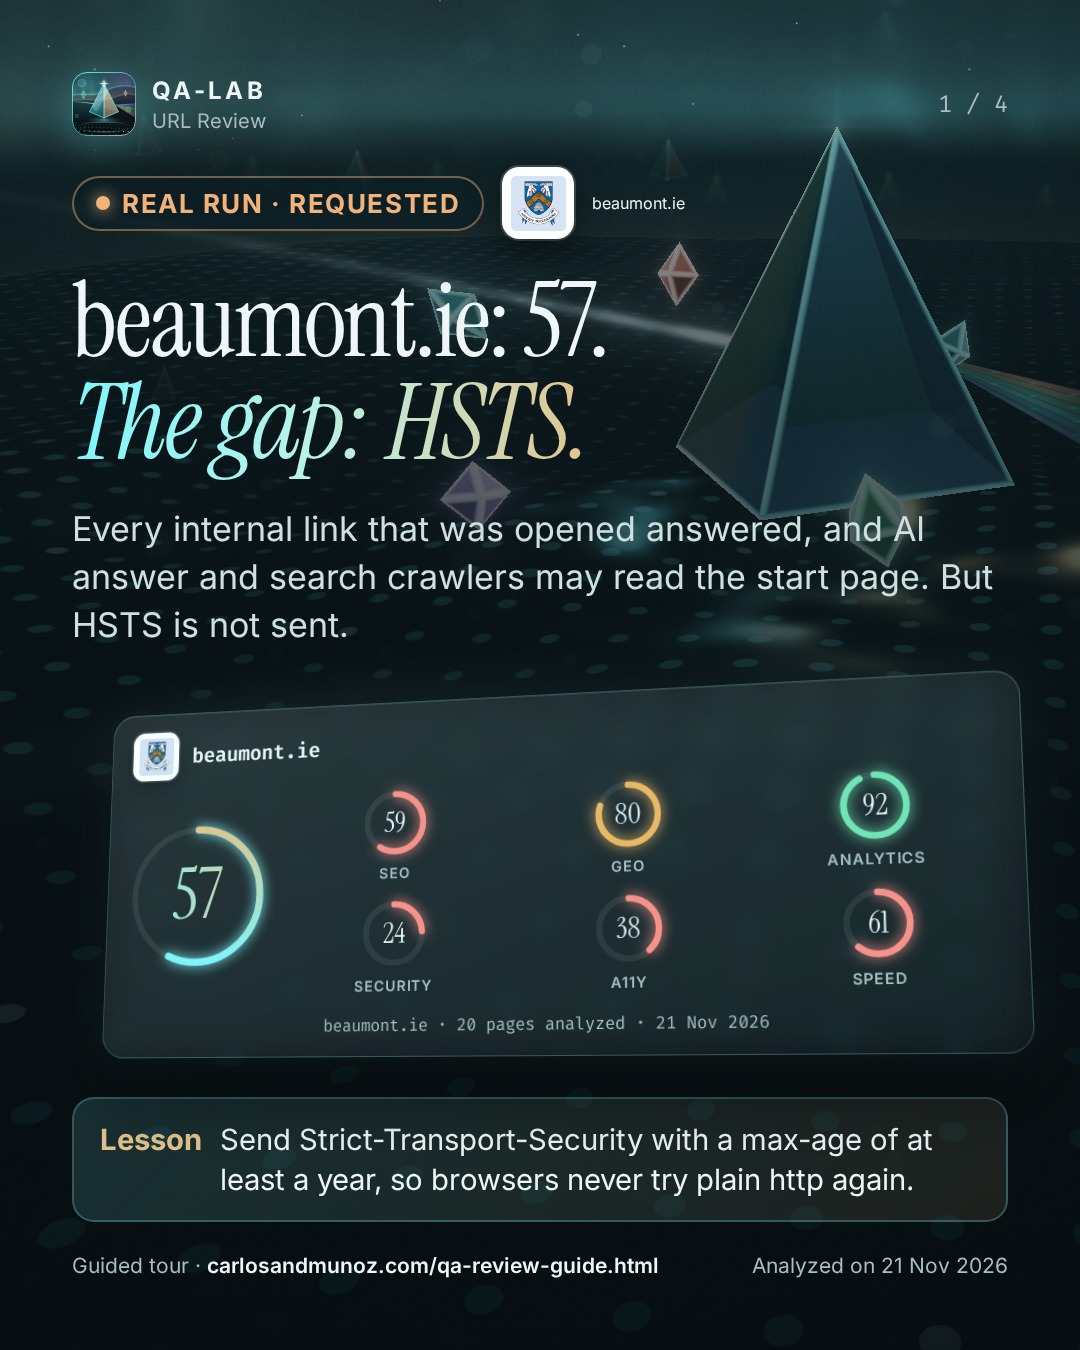 QA-LAB
URL Review
1 / 4
REAL RUN · REQUESTED
beaumont.ie
beaumont.ie: 57.
The gap: HSTS.
Every internal link that was opened answered, and AI
answer and search crawlers may read the start page. But
HSTS is not sent.
beaumont.ie
57
59
SEO
80
GEO
92
ANALYTICS
24
SECURITY
38
A11Y
61
SPEED
beaumont.ie · 20 pages analyzed · 21 Nov 2026
Lesson Send Strict-Transport-Security with a max-age of at
least a year, so browsers never try plain http again.
Guided tour · carlosandmunoz.com/qa-review-guide.html
Analyzed on 21 Nov 2026